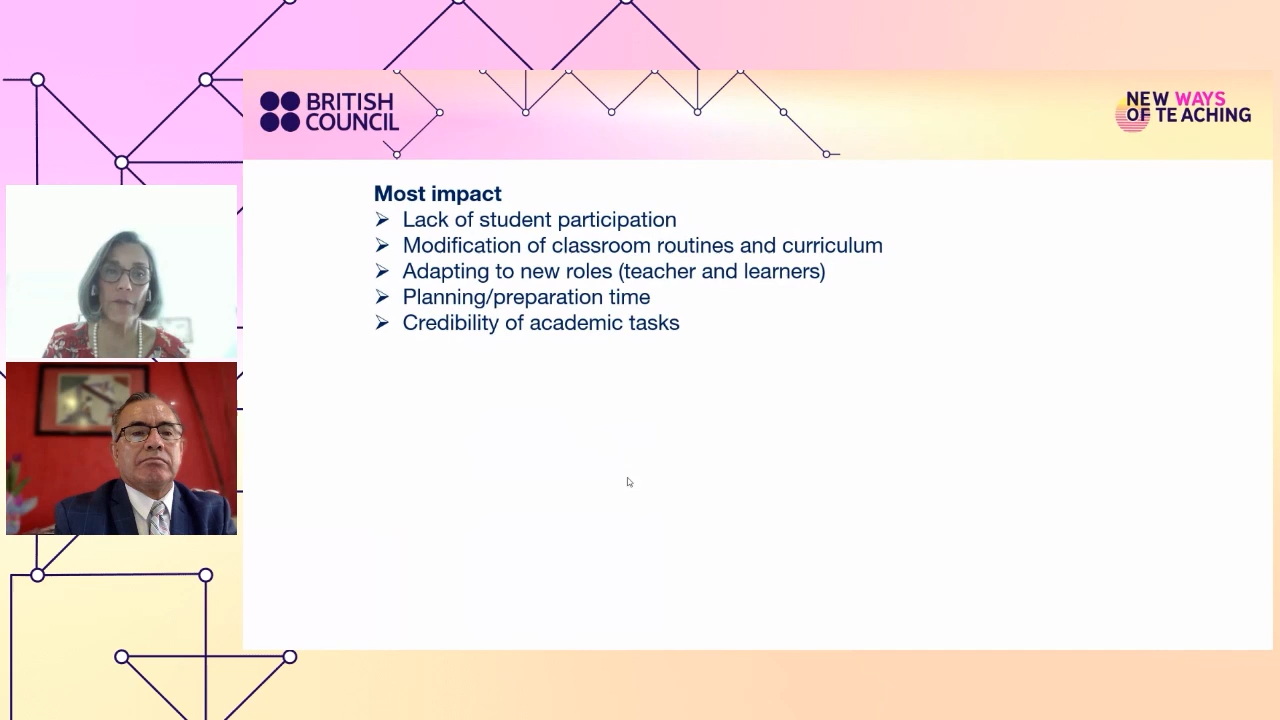 BRITISH
COUNCIL
NEW WAYS
OF TEACHING
Most impact
➢ Lack of student participation
➢ Modification of classroom routines and curriculum
➢ Adapting to new roles (teacher and learners)
➢ Planning/preparation time
➢ Credibility of academic tasks